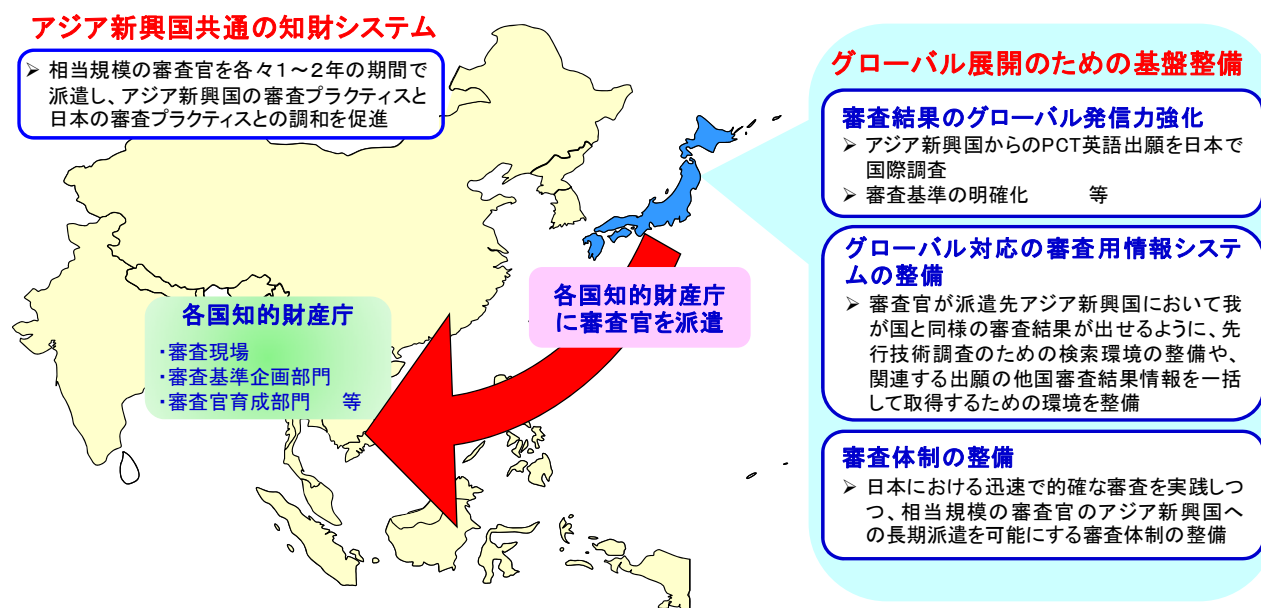 アジア新興国共通の知財システム
➢ 相当規模の審査官を各々1～2年の期間で
派遣し、アジア新興国の審査プラクティスと
日本の審査プラクティスとの調和を促進
各国知的財産庁
・審査現場
・審査基準企画部門
・審査官育成部門　等
各国知的財産庁
に審査官を派遣
グローバル展開のための基盤整備
審査結果のグローバル発信力強化
➢ アジア新興国からのPCT英語出願を日本で
国際調査
➢ 審査基準の明確化　　等
グローバル対応の審査用情報システ
ムの整備
➢ 審査官が派遣先アジア新興国において我
が国と同様の審査結果が出せるように、先
行技術調査のための検索環境の整備や、
関連する出願の他国審査結果情報を一括
して取得するための環境を整備
審査体制の整備
➢ 日本における迅速で的確な審査を実践しつ
つ、相当規模の審査官のアジア新興国へ
の長期派遣を可能にする審査体制の整備